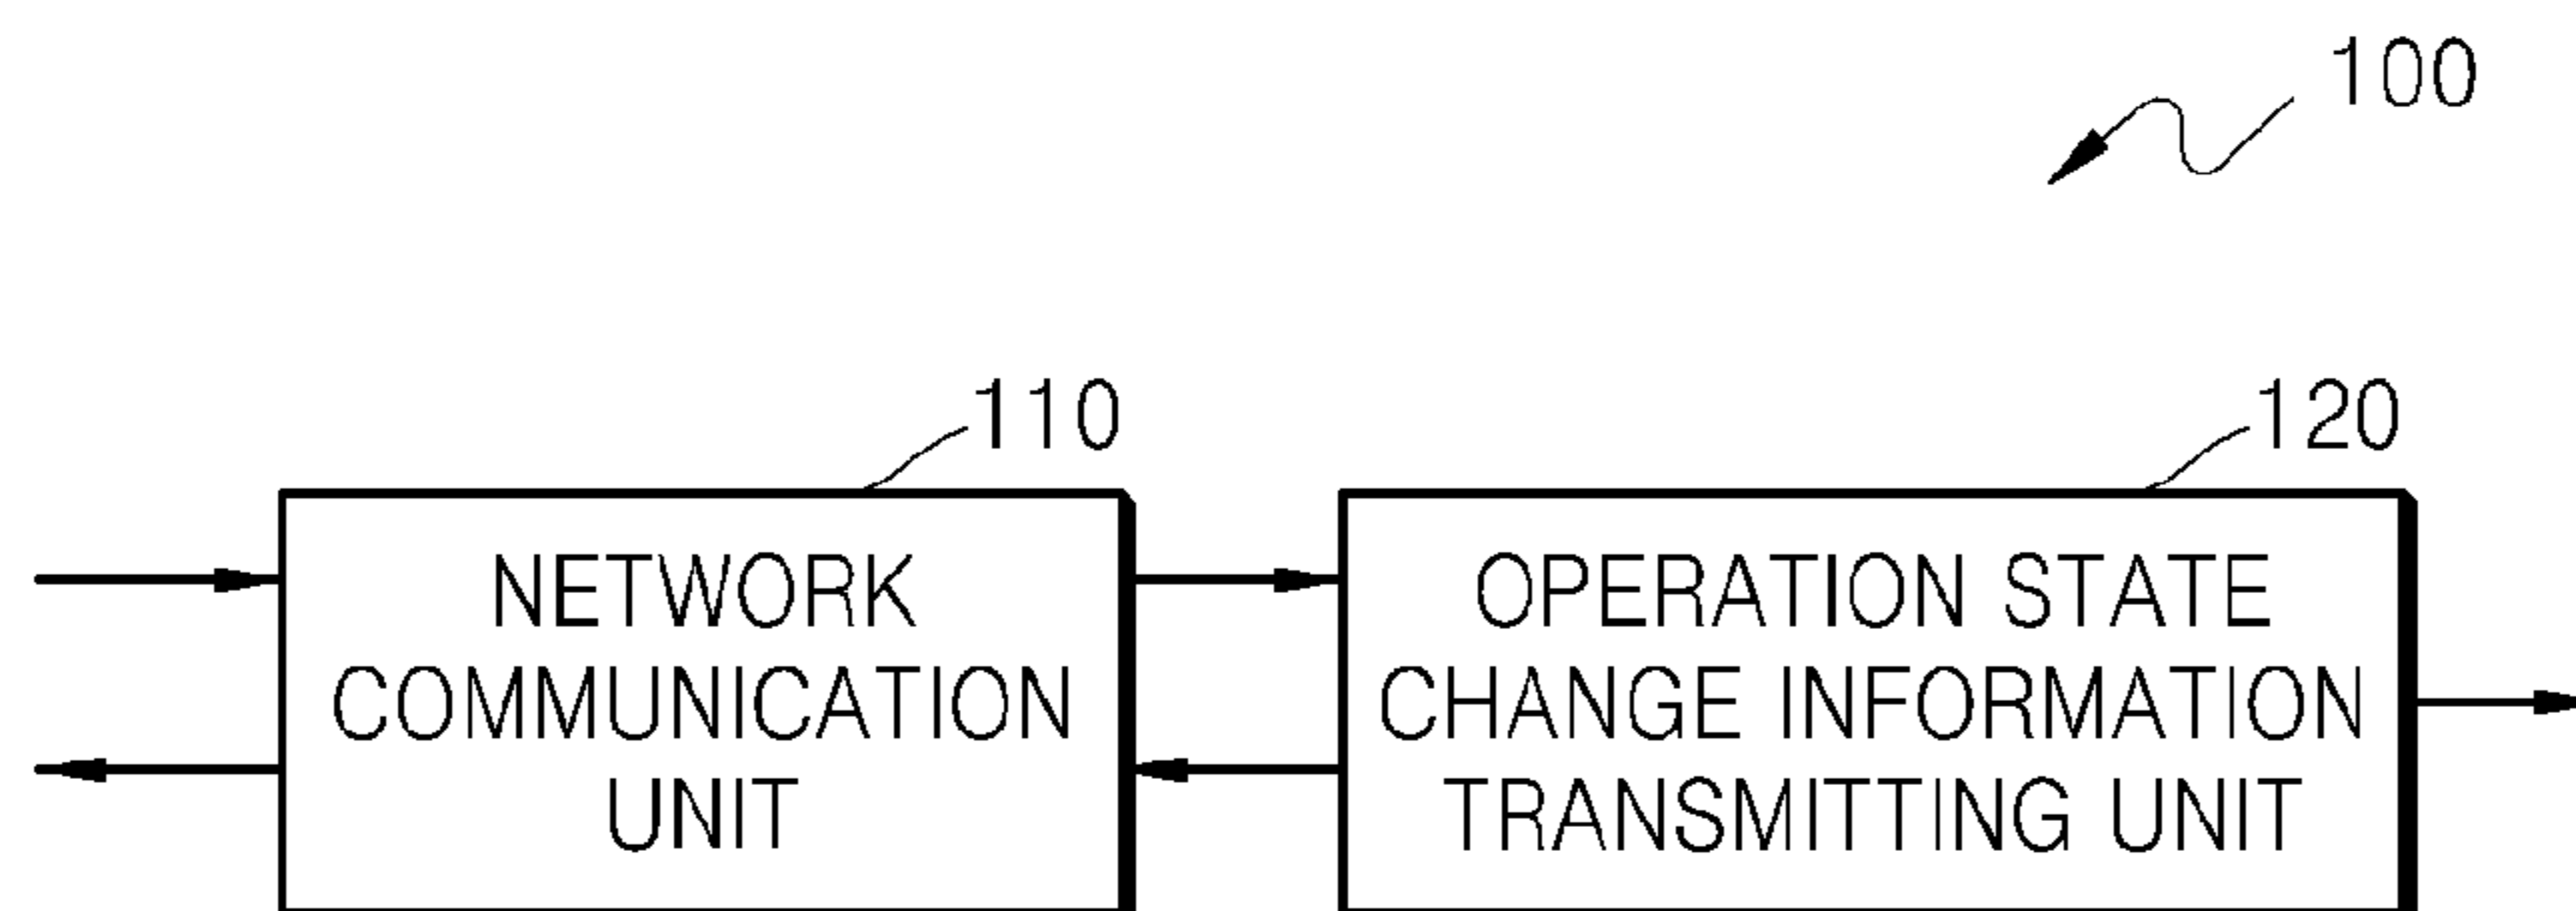 100
110
120
NETWORK
COMMUNICATION
UNIT
OPERATION STATE
CHANGE INFORMATION
TRANSMITTING UNIT